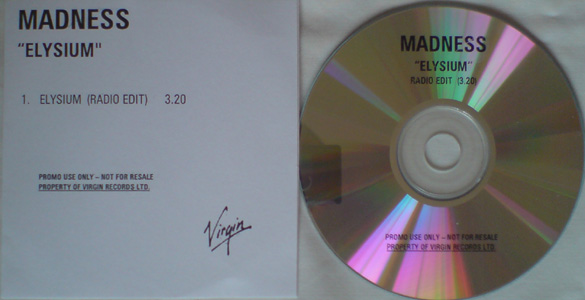 MADNESS
“ELYSIUM"
1. ELYSIUM (RADIO EDIT) 3.20
PROMO USE ONLY – NOT FOR RESALE
PROPERTY OF VIRGIN RECORDS LTD.
Virgin
MADNESS
“ELYSIUM”
RADIO EDIT (3.20)
PROMO USE ONLY – NOT FOR RESALE
PROPERTY OF VIRGIN RECORDS LTD.